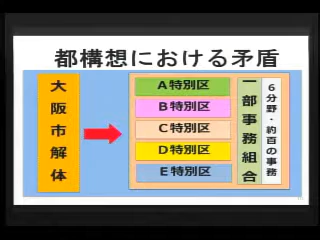 都構想における矛盾
大阪市解体
A特別区
B特別区
C特別区
D特別区
E特別区
一部事務組合
6分野・約百の事務